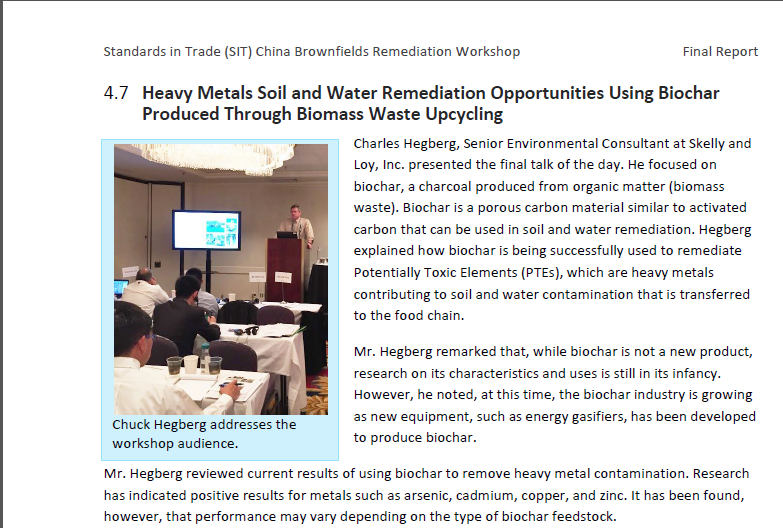 Standards in Trade (SIT) China Brownfields Remediation Workshop
Final Report
4.7 Heavy Metals Soil and Water Remediation Opportunities Using Biochar
Produced Through Biomass Waste Upcycling
Chuck Hegberg addresses the
workshop audience.
Charles Hegberg, Senior Environmental Consultant at Skelly and
Loy, Inc. presented the final talk of the day. He focused on
biochar, a charcoal produced from organic matter (biomass
waste). Biochar is a porous carbon material similar to activated
carbon that can be used in soil and water remediation. Hegberg
explained how biochar is being successfully used to remediate
Potentially Toxic Elements (PTEs), which are heavy metals
contributing to soil and water contamination that is transferred
to the food chain.
Mr. Hegberg remarked that, while biochar is not a new product,
research on its characteristics and uses is still in its infancy.
However, he noted, at this time, the biochar industry is growing
as new equipment, such as energy gasifiers, has been developed
to produce biochar.
Mr. Hegberg reviewed current results of using biochar to remove heavy metal contamination. Research
has indicated positive results for metals such as arsenic, cadmium, copper, and zinc. It has been found,
however, that performance may vary depending on the type of biochar feedstock.